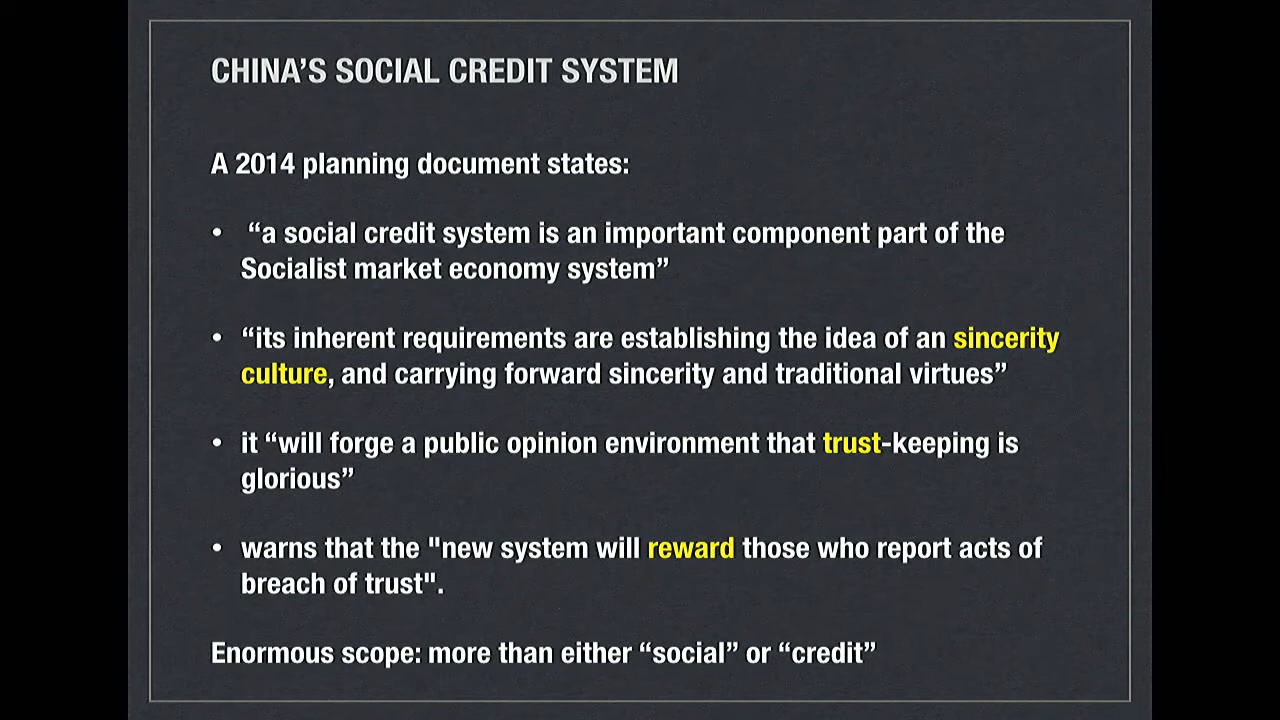 CHINA’S SOCIAL CREDIT SYSTEM
A 2014 planning document states:
• “a social credit system is an important component part of the
Socialist market economy system”
• “its inherent requirements are establishing the idea of an sincerity
culture, and carrying forward sincerity and traditional virtues”
• it “will forge a public opinion environment that trust-keeping is
glorious”
• warns that the "new system will reward those who report acts of
breach of trust".
Enormous scope: more than either “social” or “credit”